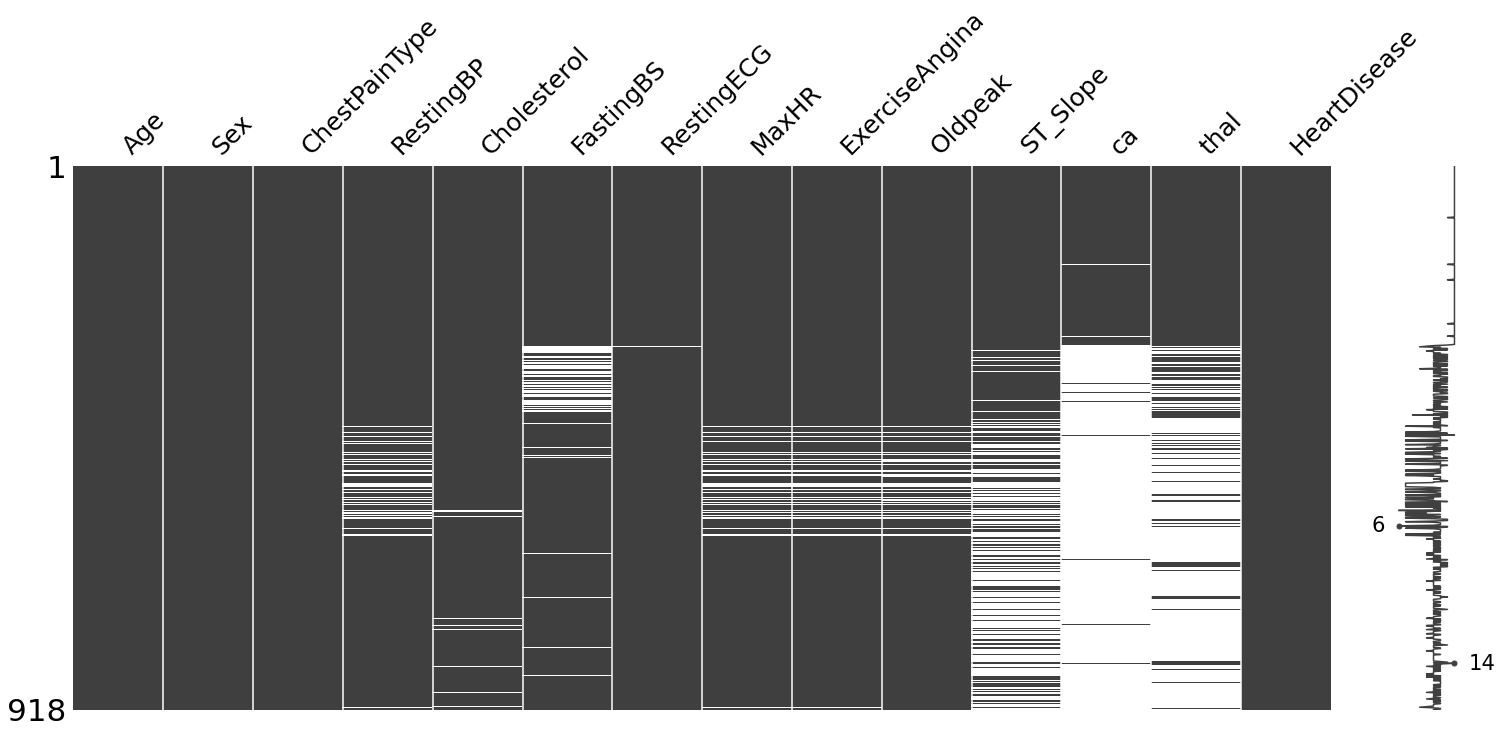 Age
Sex
ChestPainType
RestingBP
Cholesterol
FastingBS
RestingECG
MaxHR
ExerciseAngina
Oldpeak
ST_Slope
ca
thal
HeartDisease
1
6
14
918